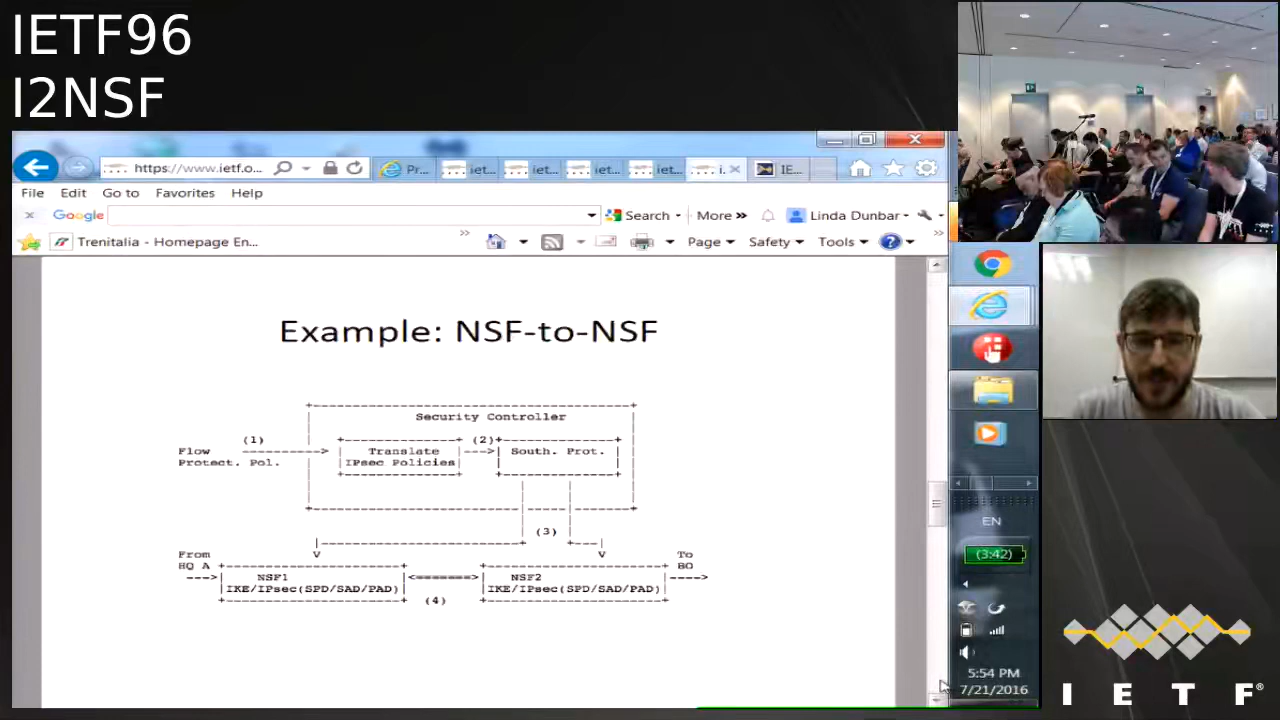 IETF96
I2NSF
https://www.ietf.o...
Pr...
iet...
iet...
iet...
iet...
i.
IE...
File Edit Go to Favorites Help
x Google Search More » Linda Dunbar
Trenitalia - Homepage En... Page Safety Tools
Example: NSF-to-NSF
Security Controller
(1) (2)
Flow Translate South. Prot.
Protect. Pol. IPsec Policies
(3)
From V V To
HQ A BO
NSF1 NSF2
IKE/IPsec(SPD/SAD/PAD) IKE/IPsec(SPD/SAD/PAD)
(4)
EN
(3:42)
5:54 PM
7/21/2016
I E T F®